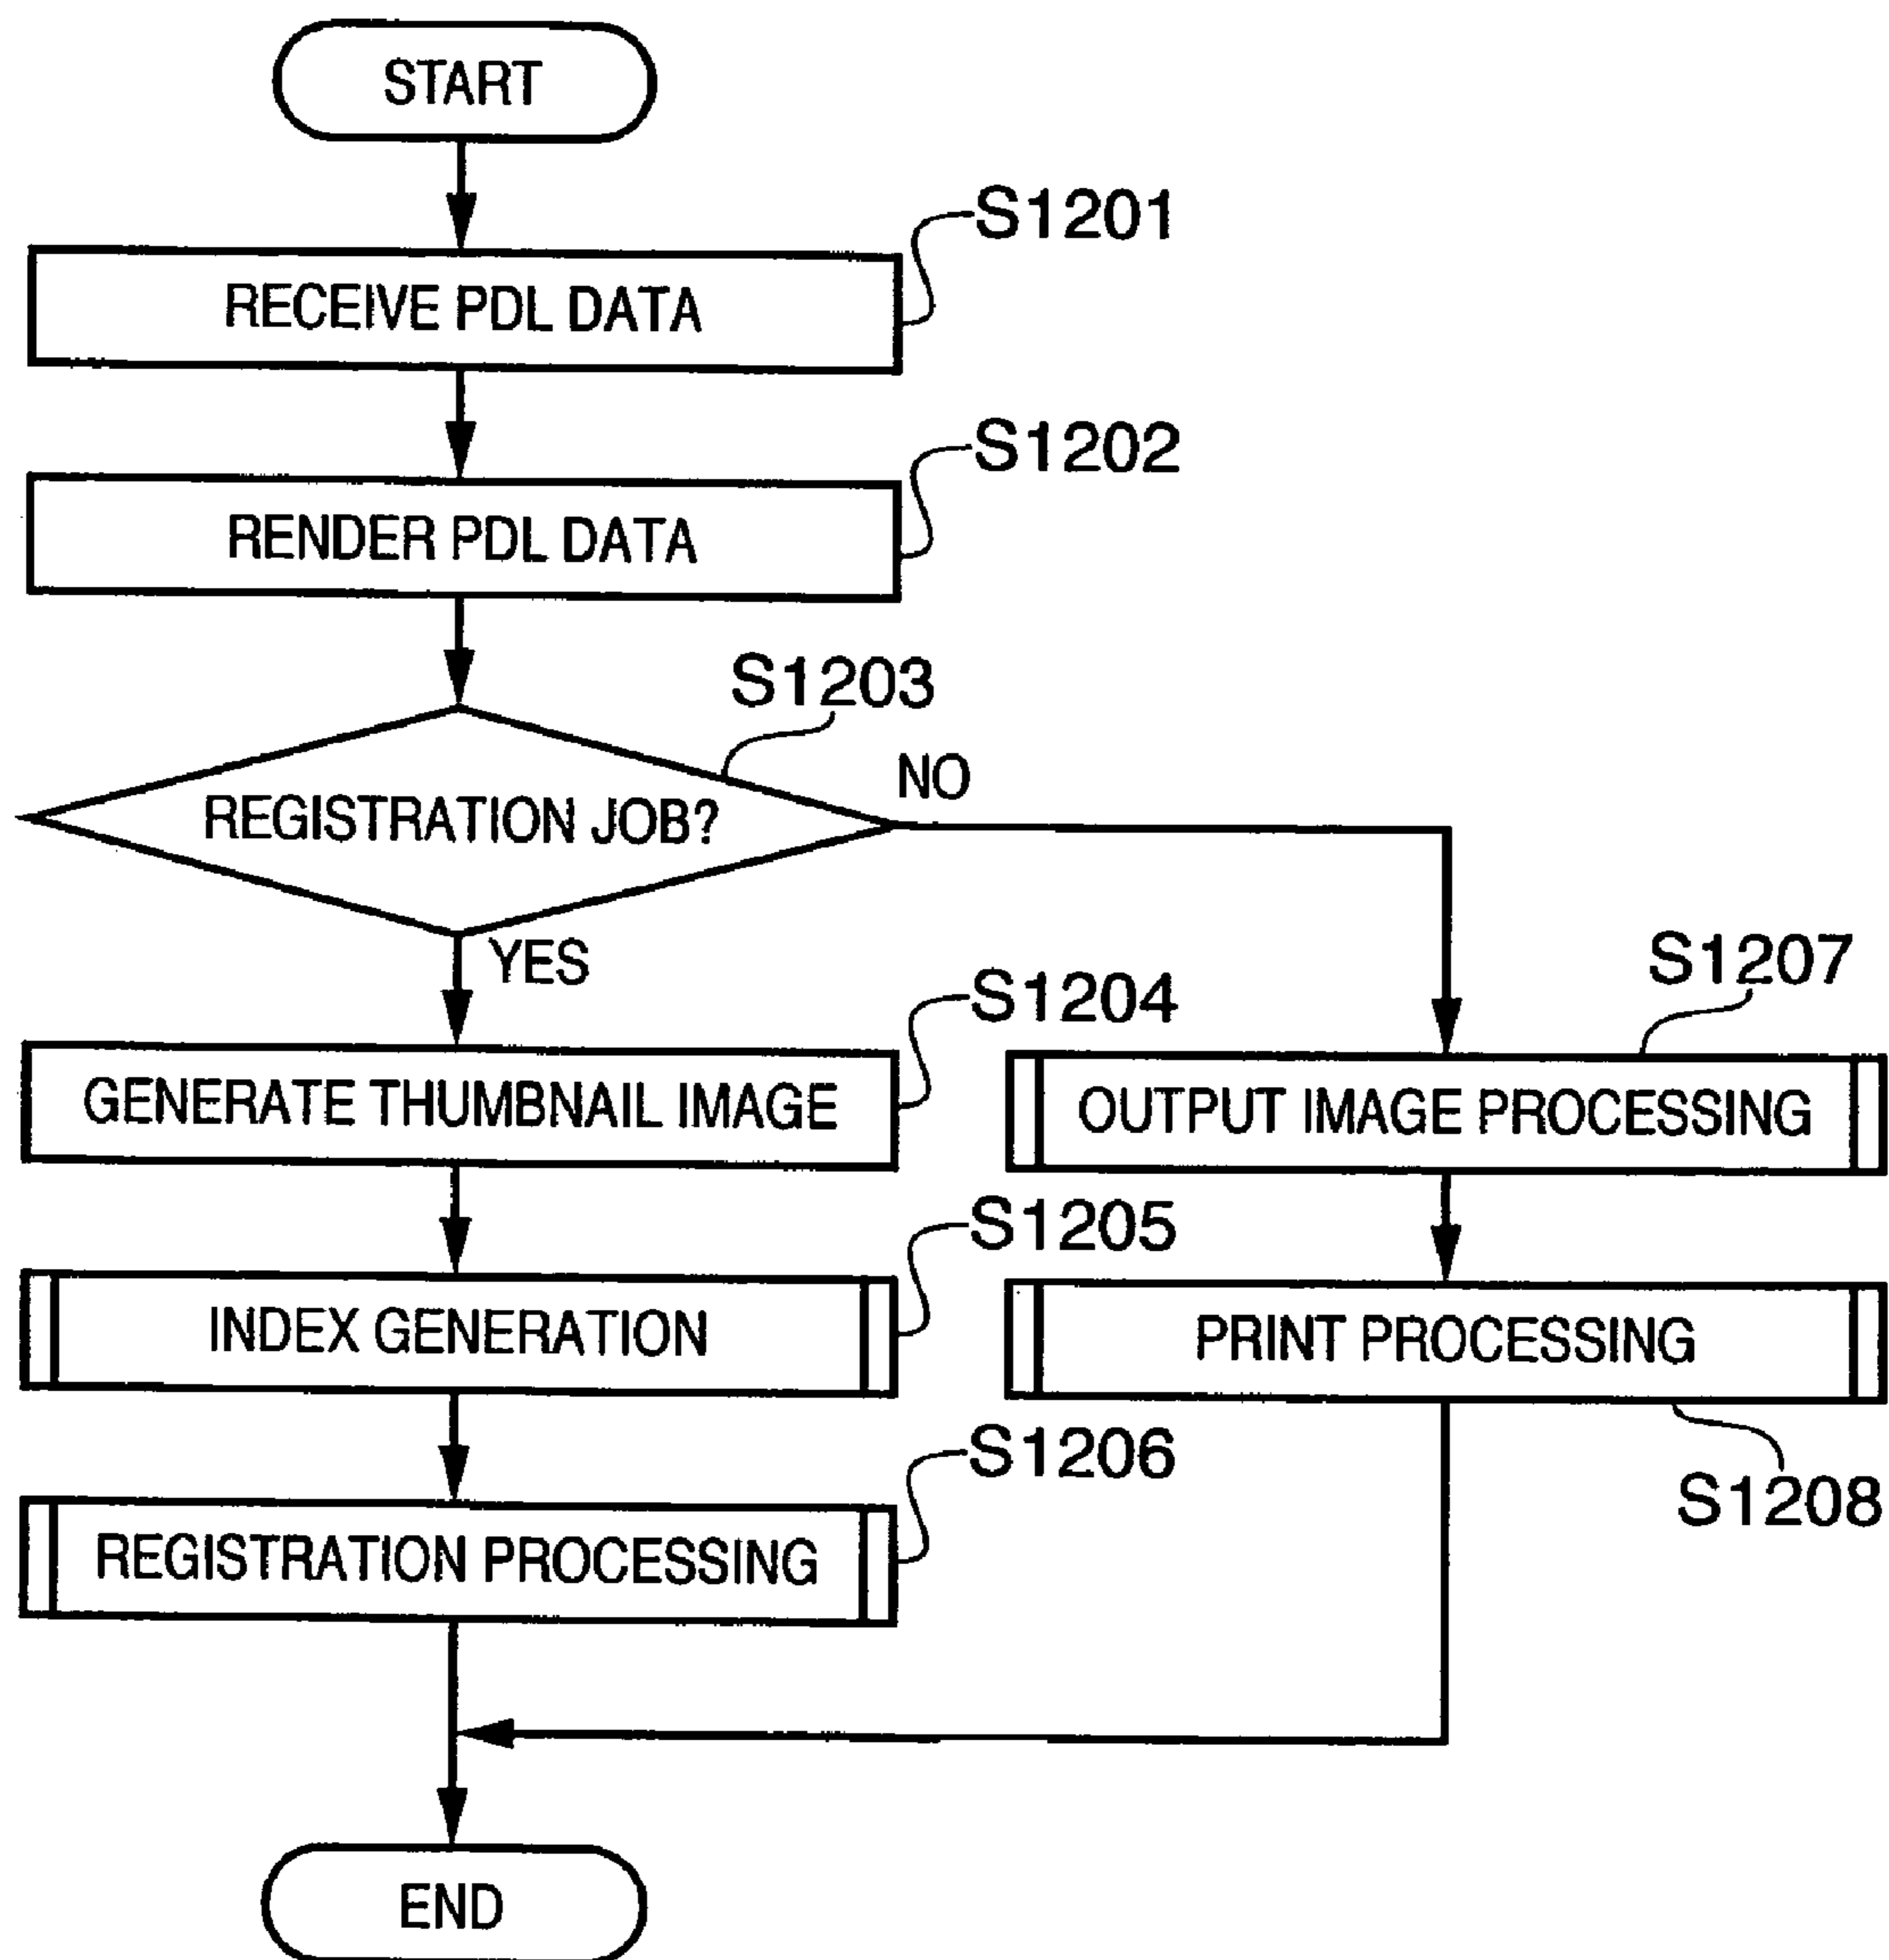 START
S1201
RECEIVE PDL DATA
S1202
RENDER PDL DATA
S1203
REGISTRATION JOB?
NO
YES
S1204
GENERATE THUMBNAIL IMAGE
S1207
OUTPUT IMAGE PROCESSING
S1205
INDEX GENERATION
PRINT PROCESSING
S1208
S1206
REGISTRATION PROCESSING
END